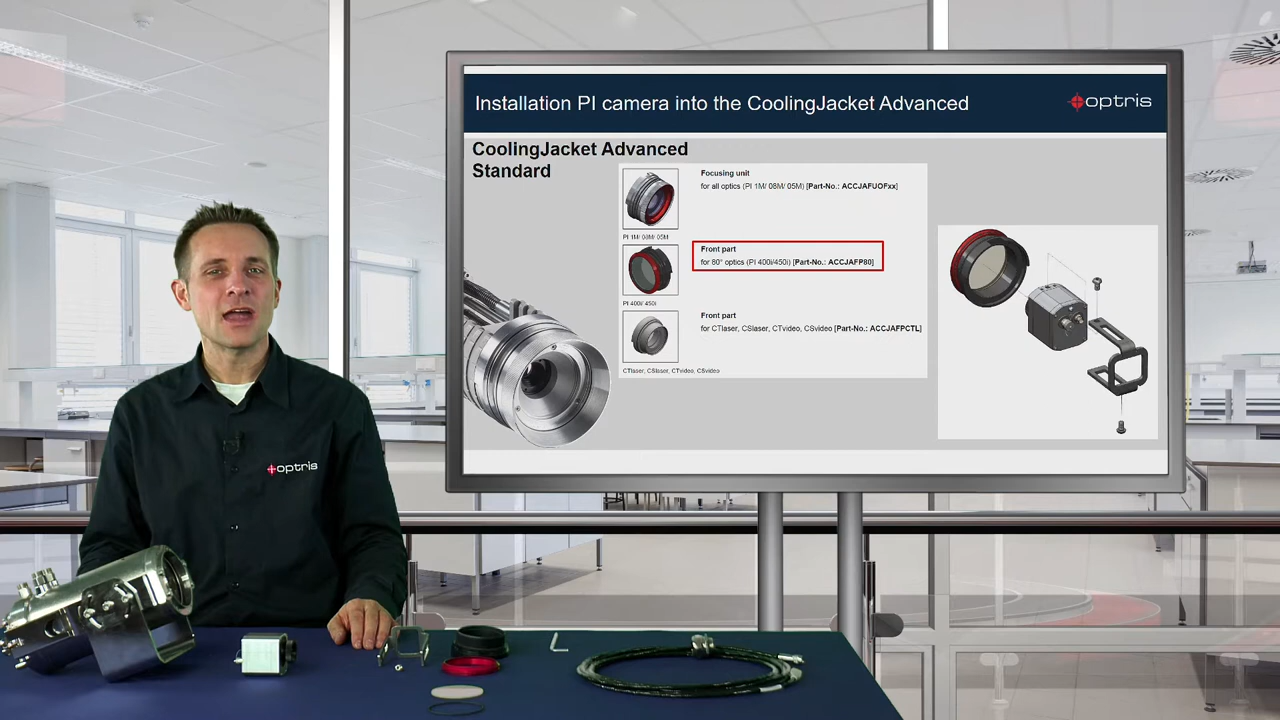 Installation PI camera into the CoolingJacket Advanced
optris
CoolingJacket Advanced
Standard
Focusing unit
for all optics (PI 1M/ 08M/ 05M) [Part-No.: ACCJAFUOFxx]
PI 1M/ 08M/ 05M
Front part
for 80° optics (PI 400i/450i) [Part-No.: ACCJAFP80]
PI 400i/ 450i
Front part
for CTlaser, CSlaser, CTvideo, CSvideo [Part-No.: ACCJAFPCTL]
CTlaser, CSlaser, CTvideo, CSvideo
optris